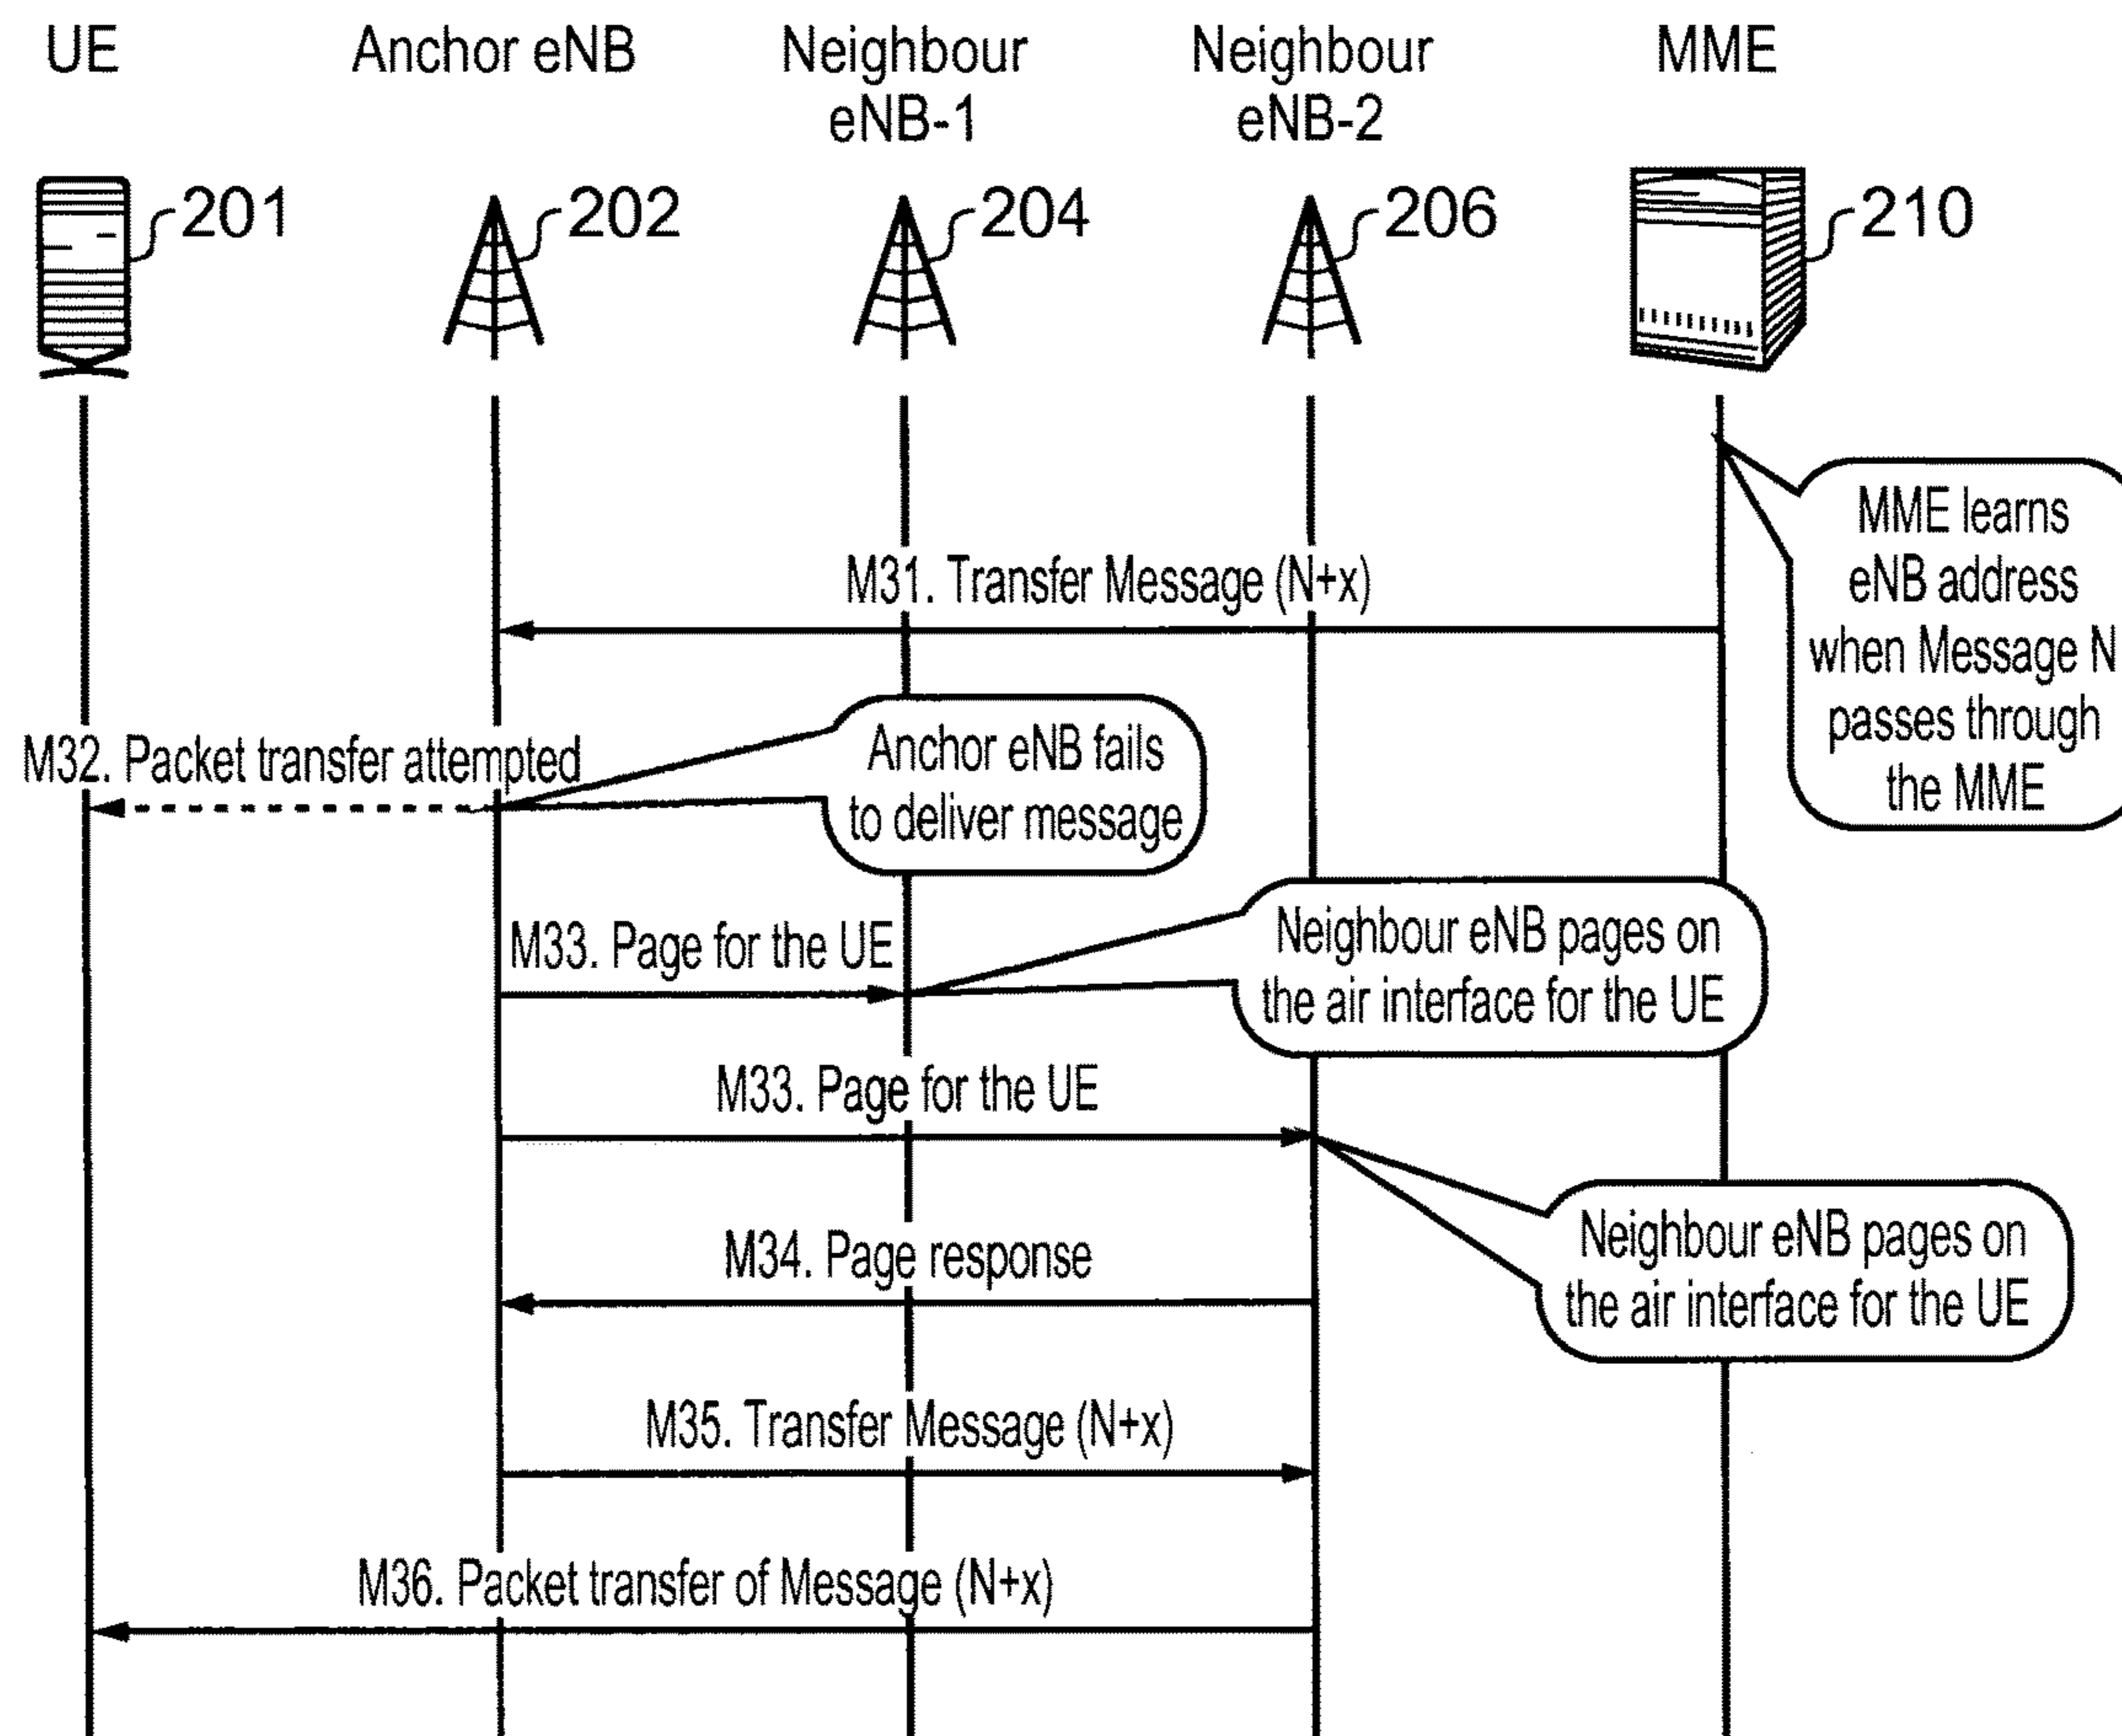 UE
Anchor eNB
Neighbour
eNB-1
Neighbour
eNB-2
MME
201
202
204
206
210
MME learns
eNB address
when Message N
passes through
the MME
M31. Transfer Message (N+x)
M32. Packet transfer attempted
Anchor eNB fails
to deliver message
M33. Page for the UE
Neighbour eNB pages on
the air interface for the UE
M33. Page for the UE
Neighbour eNB pages on
the air interface for the UE
M34. Page response
M35. Transfer Message (N+x)
M36. Packet transfer of Message (N+x)